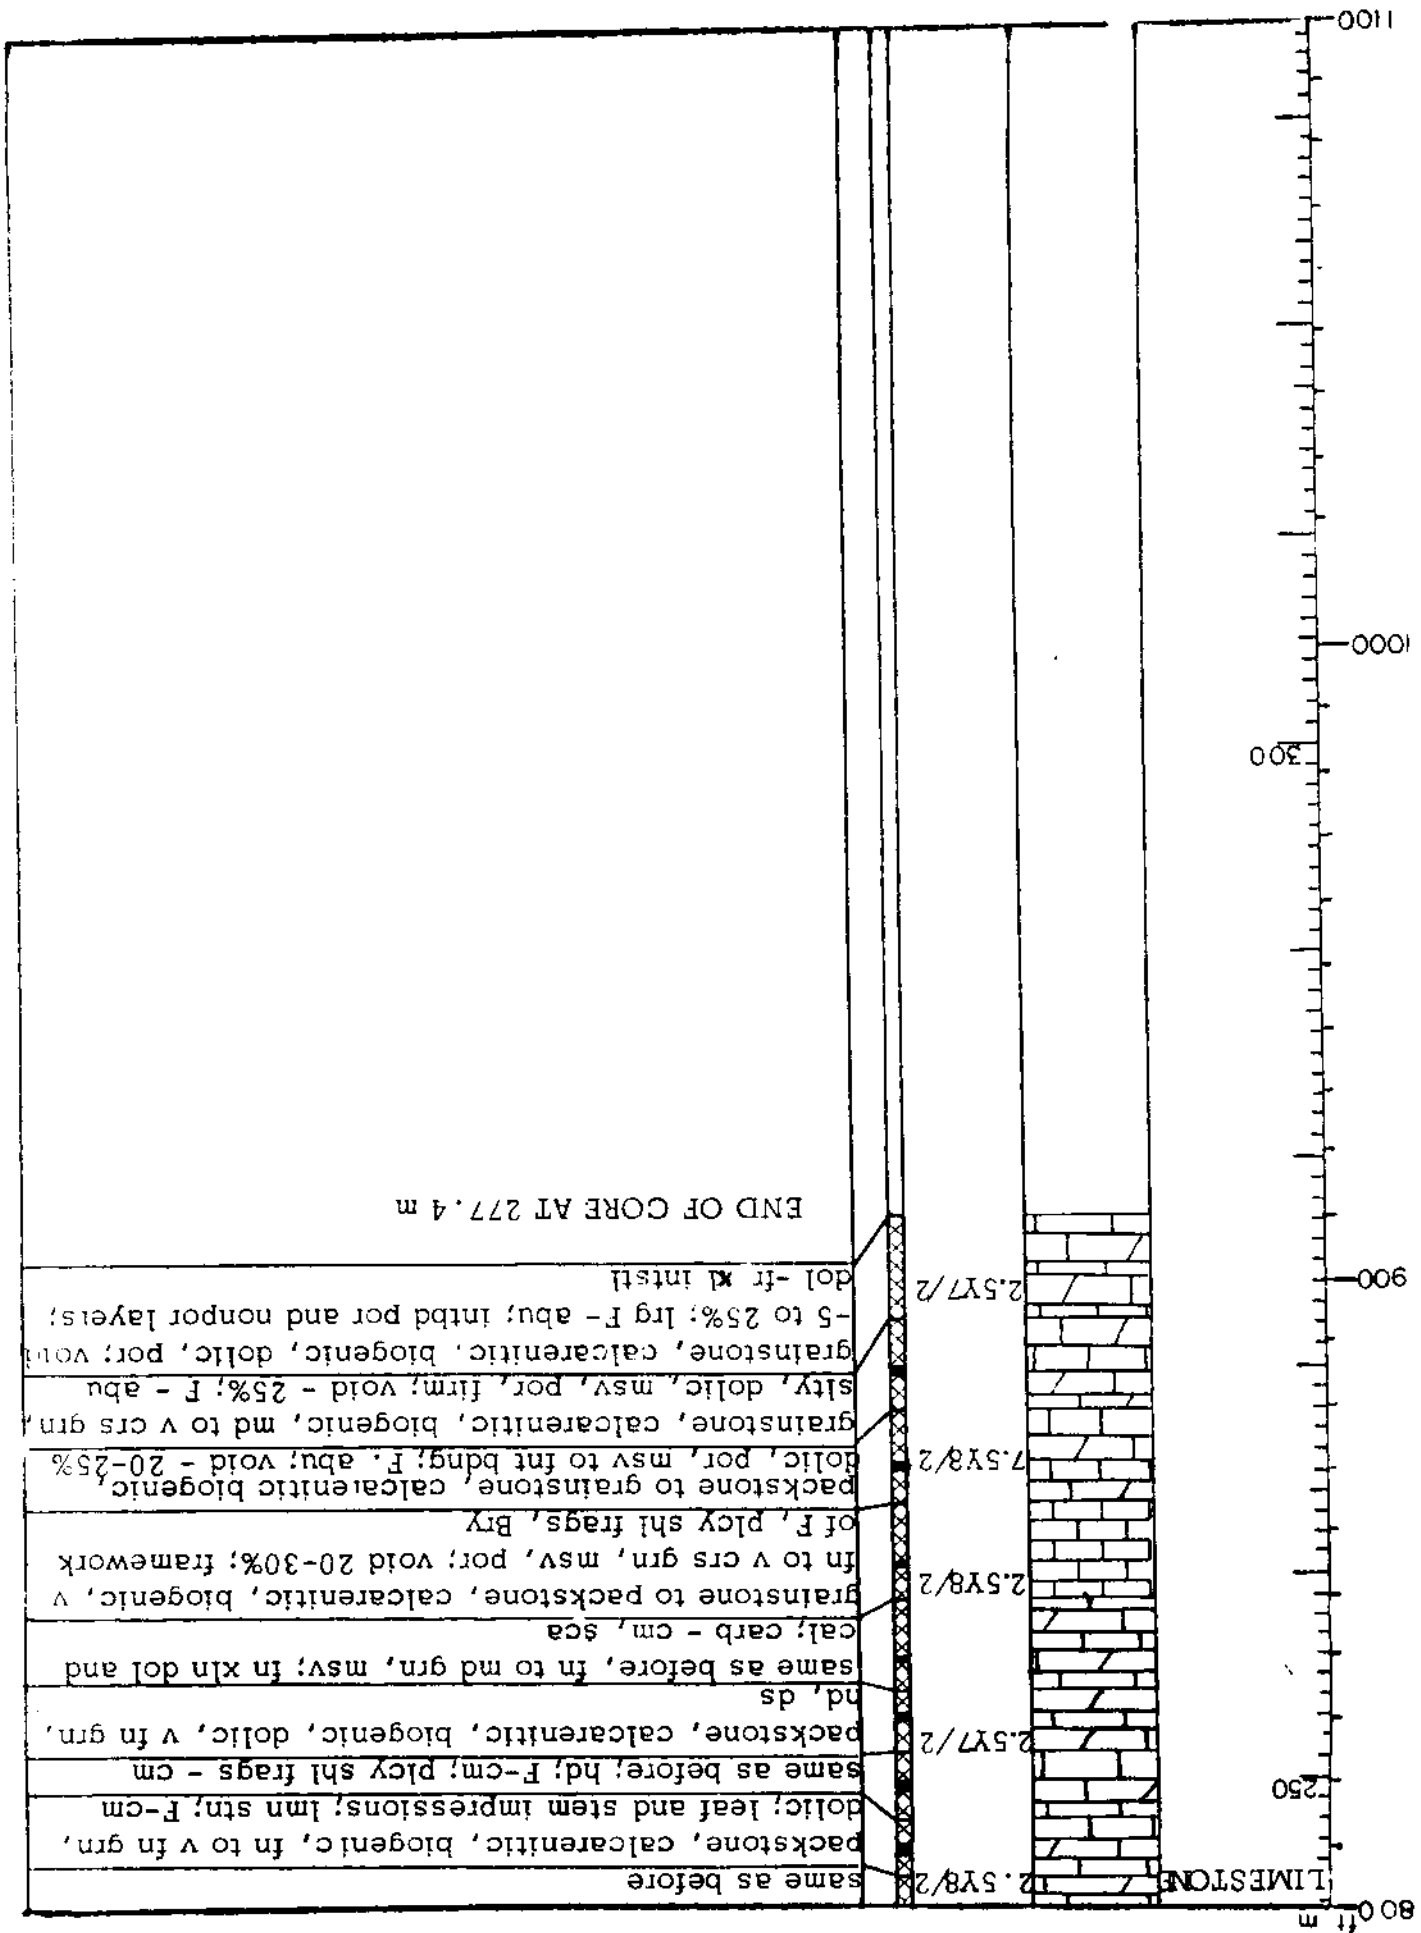 ft m
800
LIMESTONE
2.5Y8/2
same as before
packstone, calcarenitic, biogenic, fn to v fn grn,
dolic; leaf and stem impressions; lmn stn; F-cm
250
same as before; hd; F-cm; plcy shl frags - cm
2.5Y7/2
packstone, calcarenitic, biogenic, dolic, v fn grn,
hd, ds
same as before, fn to md grn, msv; fn xln dol and
cal; carb - cm, sca
2.5Y8/2
grainstone to packstone, calcarenitic, biogenic, v
fn to v crs grn, msv, por; void 20-30%; framework
of F, plcy shl frags, Bry
7.5Y8/2
packstone to grainstone, calcarenitic biogenic,
dolic, por, msv to fnt bdng; F. abu; void - 20-25%
grainstone, calcarenitic, biogenic, md to v crs grn,
slty, dolic, msv, por, firm; void - 25%; F - abu
2.5Y7/2
grainstone, calcarenitic, biogenic, dolic, por; void
-5 to 25%; lrg F - abu; intbd por and nonpor layers;
dol -fr xl intstl
900
END OF CORE AT 277.4 m
300
1000
1100